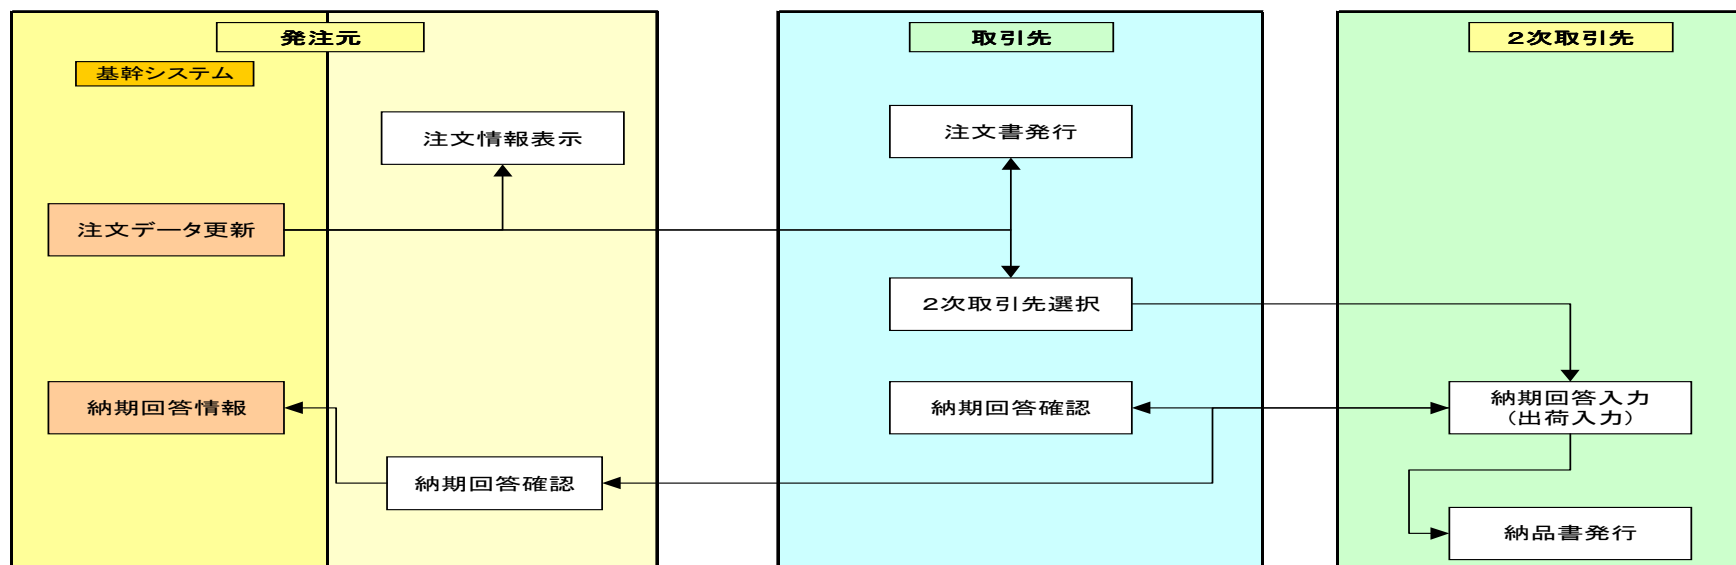 発注元
取引先
2次取引先
基幹システム
注文情報表示
注文書発行
注文データ更新
2次取引先選択
納期回答情報
納期回答確認
納期回答入力
（出荷入力）
納期回答確認
納品書発行